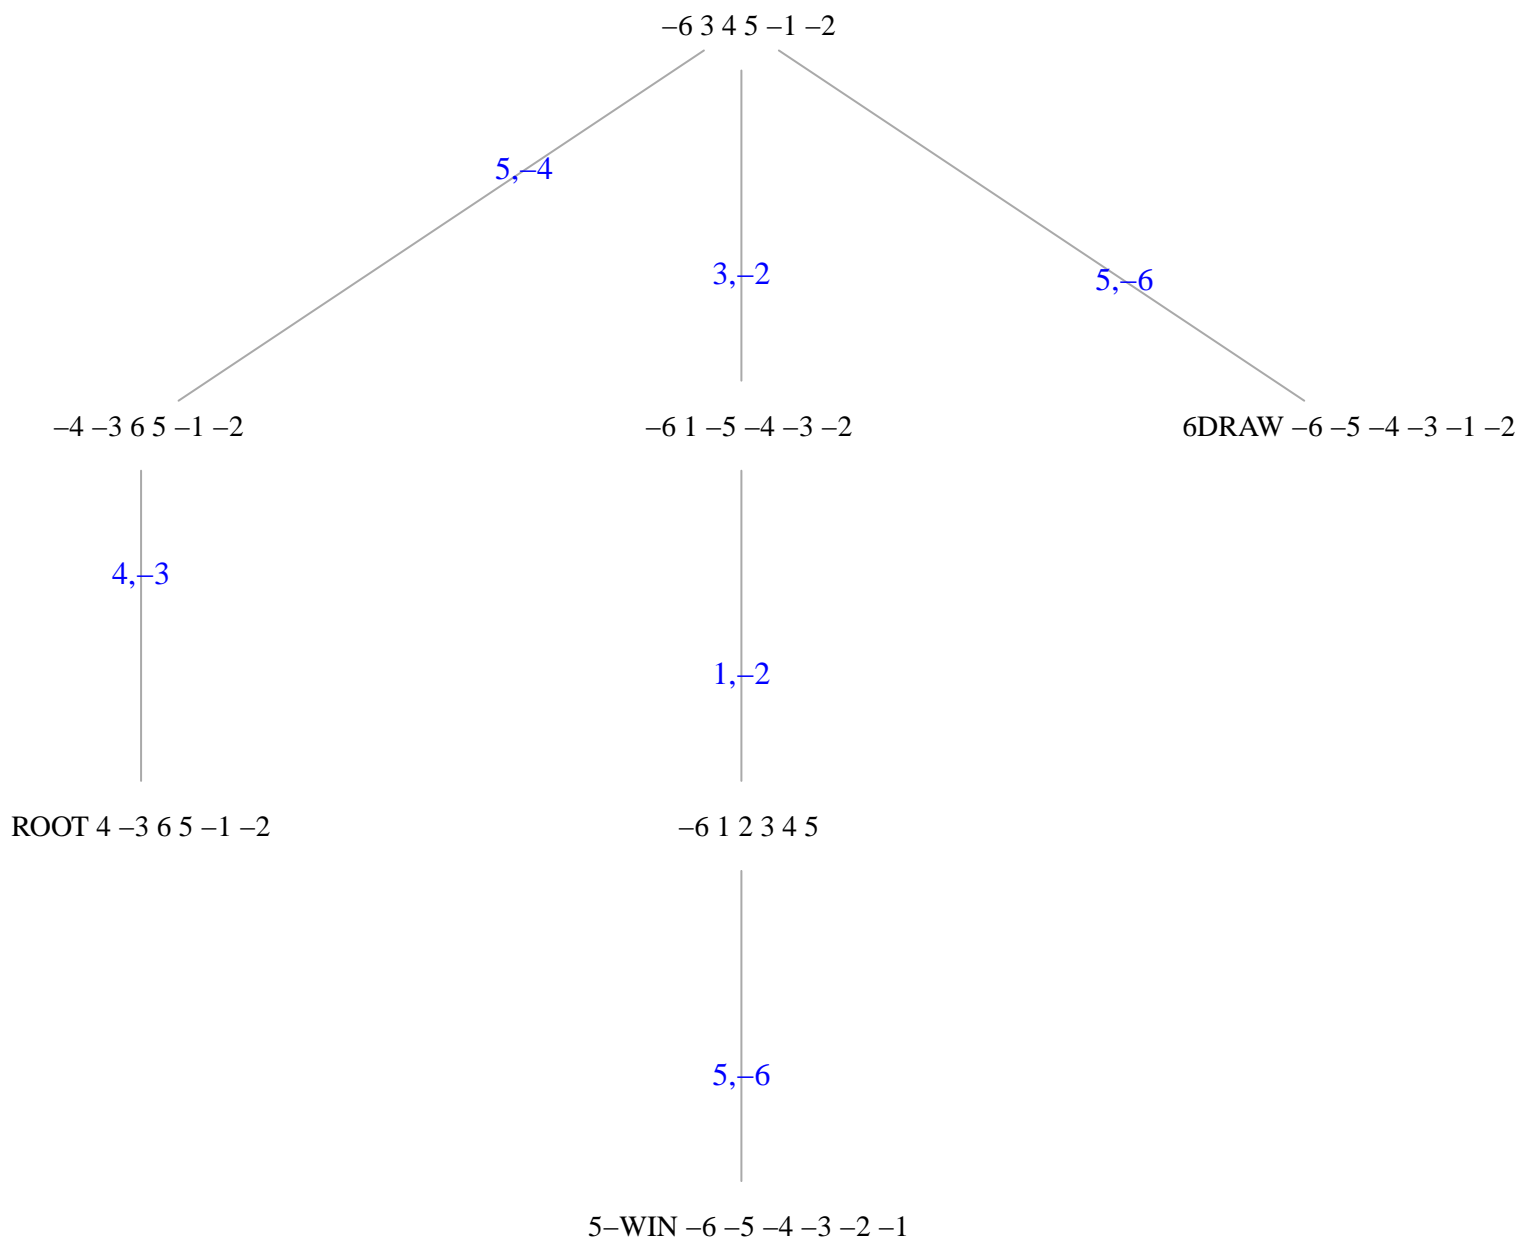 –6 3 4 5 –1 –2
5,–4
3,–2
5,–6
–4 –3 6 5 –1 –2
–6 1 –5 –4 –3 –2
6DRAW –6 –5 –4 –3 –1 –2
4,–3
1,–2
ROOT 4 –3 6 5 –1 –2
–6 1 2 3 4 5
5,–6
5–WIN –6 –5 –4 –3 –2 –1